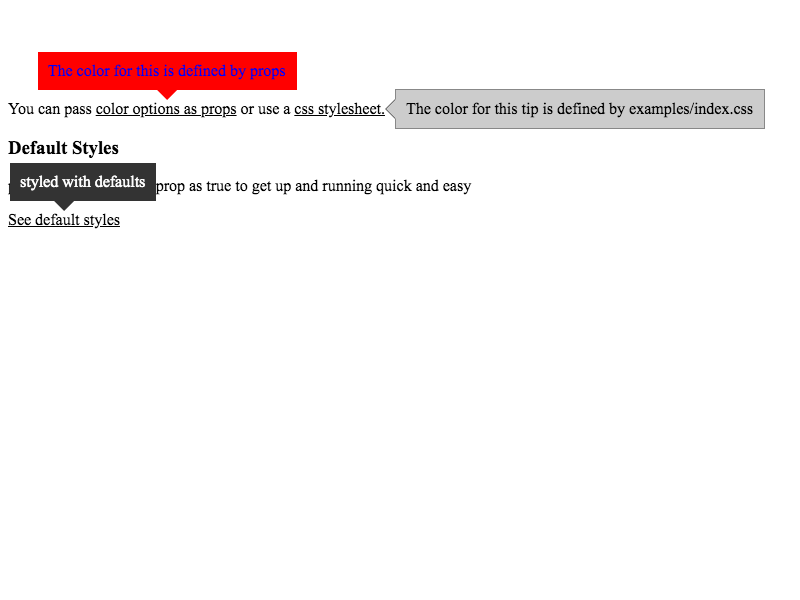 The color for this is defined by props
You can pass color options as props or use a css stylesheet. The color for this tip is defined by examples/index.css
Default Styles
styled with defaults
prop as true to get up and running quick and easy
See default styles